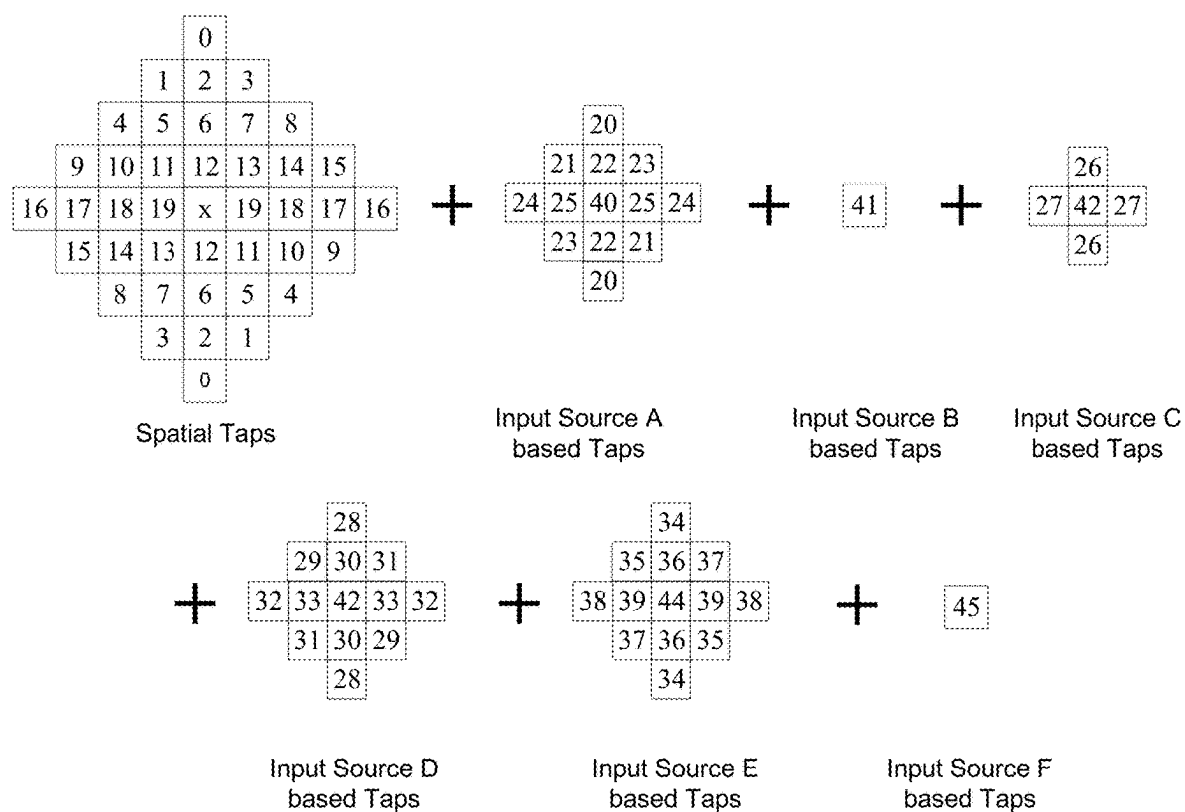 0
1 2 3
4 5 6 7 8
9 10 11 12 13 14 15
16 17 18 19 x 19 18 17 16
15 14 13 12 11 10 9
8 7 6 5 4
3 2 1
0
Spatial Taps
+
20
21 22 23
24 25 40 25 24
23 22 21
20
Input Source A
based Taps
+
41
Input Source B
based Taps
+
26
27 42 27
26
Input Source C
based Taps
+
28
29 30 31
32 33 42 33 32
31 30 29
28
Input Source D
based Taps
+
34
35 36 37
38 39 44 39 38
37 36 35
34
Input Source E
based Taps
+
45
Input Source F
based Taps